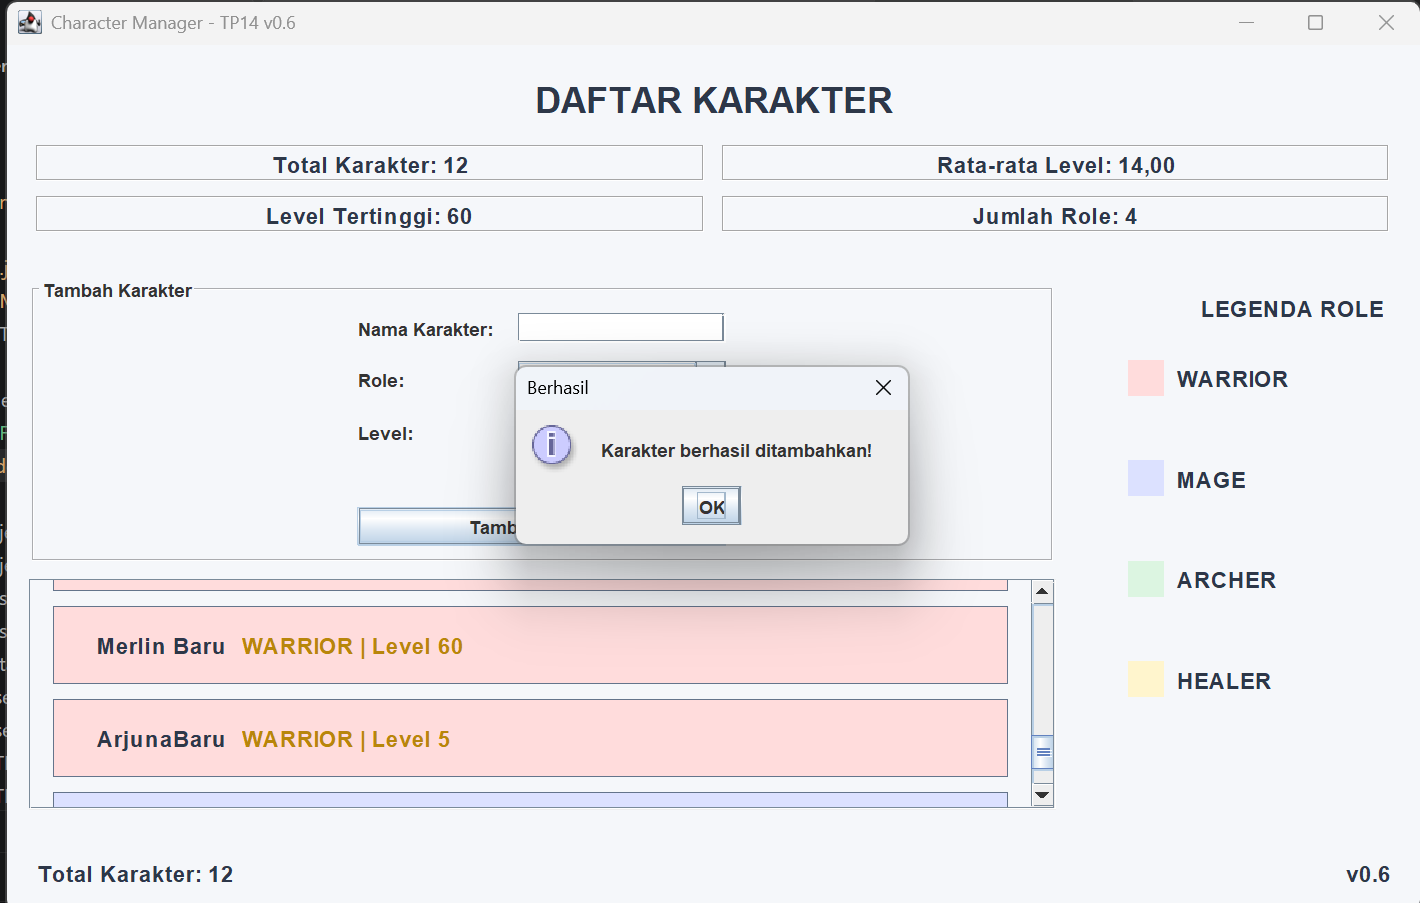 Character Manager - TP14 v0.6
DAFTAR KARAKTER
Total Karakter: 12
Rata-rata Level: 14,00
Level Tertinggi: 60
Jumlah Role: 4
Tambah Karakter
Nama Karakter:
Role:
Level:
Tamb
Berhasil
Karakter berhasil ditambahkan!
OK
LEGENDA ROLE
WARRIOR
MAGE
ARCHER
HEALER
Merlin Baru WARRIOR | Level 60
ArjunaBaru WARRIOR | Level 5
Total Karakter: 12
v0.6